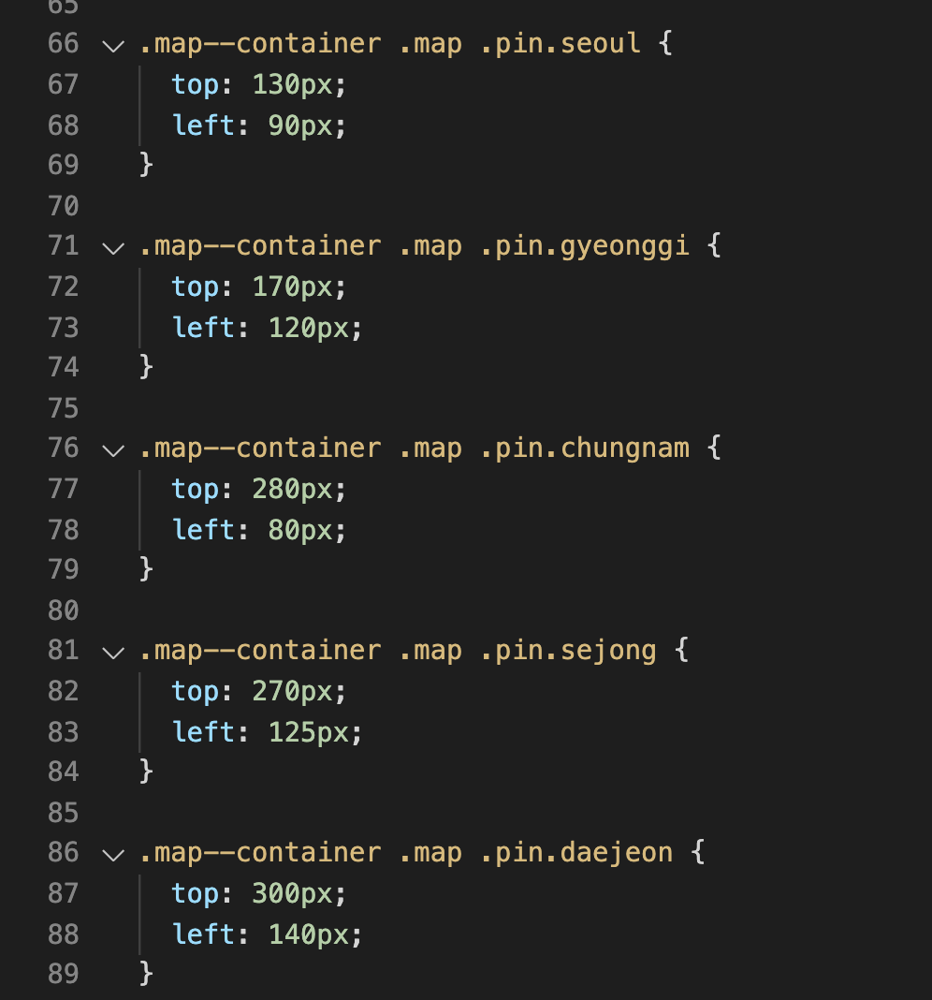 65
66 .map--container .map .pin.seoul {
67 top: 130px;
68 left: 90px;
69 }
70
71 .map--container .map .pin.gyeonggi {
72 top: 170px;
73 left: 120px;
74 }
75
76 .map--container .map .pin.chungnam {
77 top: 280px;
78 left: 80px;
79 }
80
81 .map--container .map .pin.sejong {
82 top: 270px;
83 left: 125px;
84 }
85
86 .map--container .map .pin.daejeon {
87 top: 300px;
88 left: 140px;
89 }